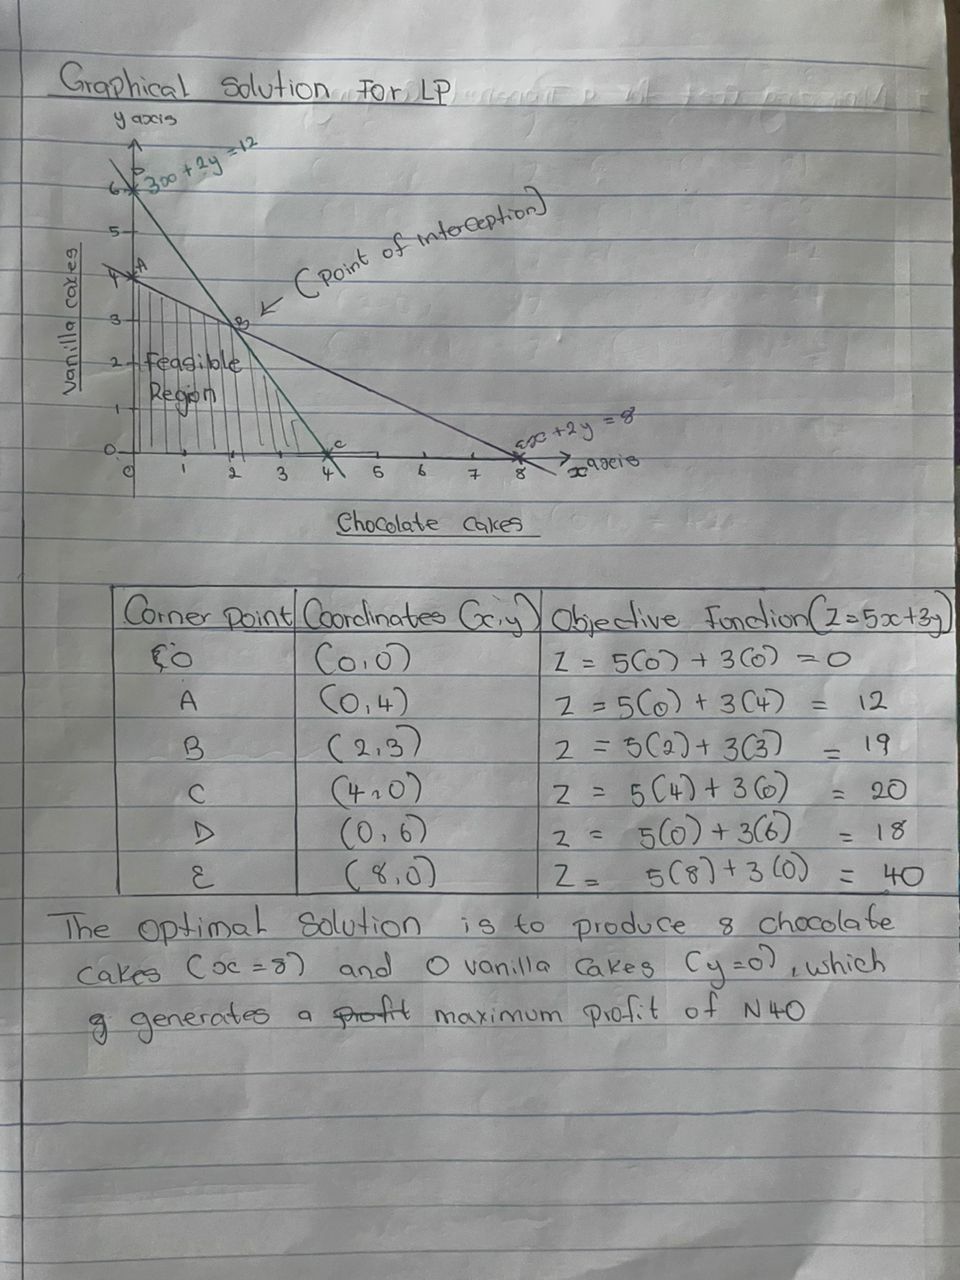 Graphical Solution For LP
y axis
D
3x + 2y = 12
6
5
(Point of interception)
4
A
3
B
Vanilla cakes
2
Feasible
Region
1
0
C
x + 2y = 8
E
0 1 2 3 4 5 6 7 8
x axis
Chocolate cakes
Corner point Coordinates (x,y) Objective Fonction (Z=5x+3y)
O (0,0) Z = 5(0) + 3(0) = 0
A (0,4) Z = 5(0) + 3(4) = 12
B (2,3) Z = 5(2) + 3(3) = 19
C (4,0) Z = 5(4) + 3(0) = 20
D (0,6) Z = 5(0) + 3(6) = 18
E (8,0) Z = 5(8) + 3(0) = 40
The optimal Solution is to produce 8 chocolate
cakes (x=8) and 0 vanilla cakes (y=0), which
g generates a profit maximum profit of N40